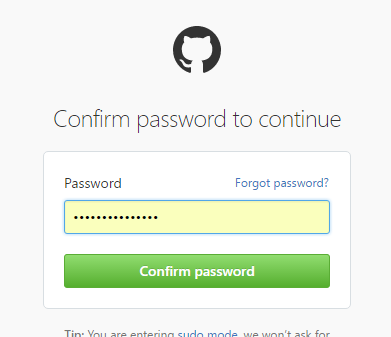 Confirm password to continue
Password
Forgot password?
•••••••••••••••
Confirm password
Tip: You are entering sudo mode, we won't ask for